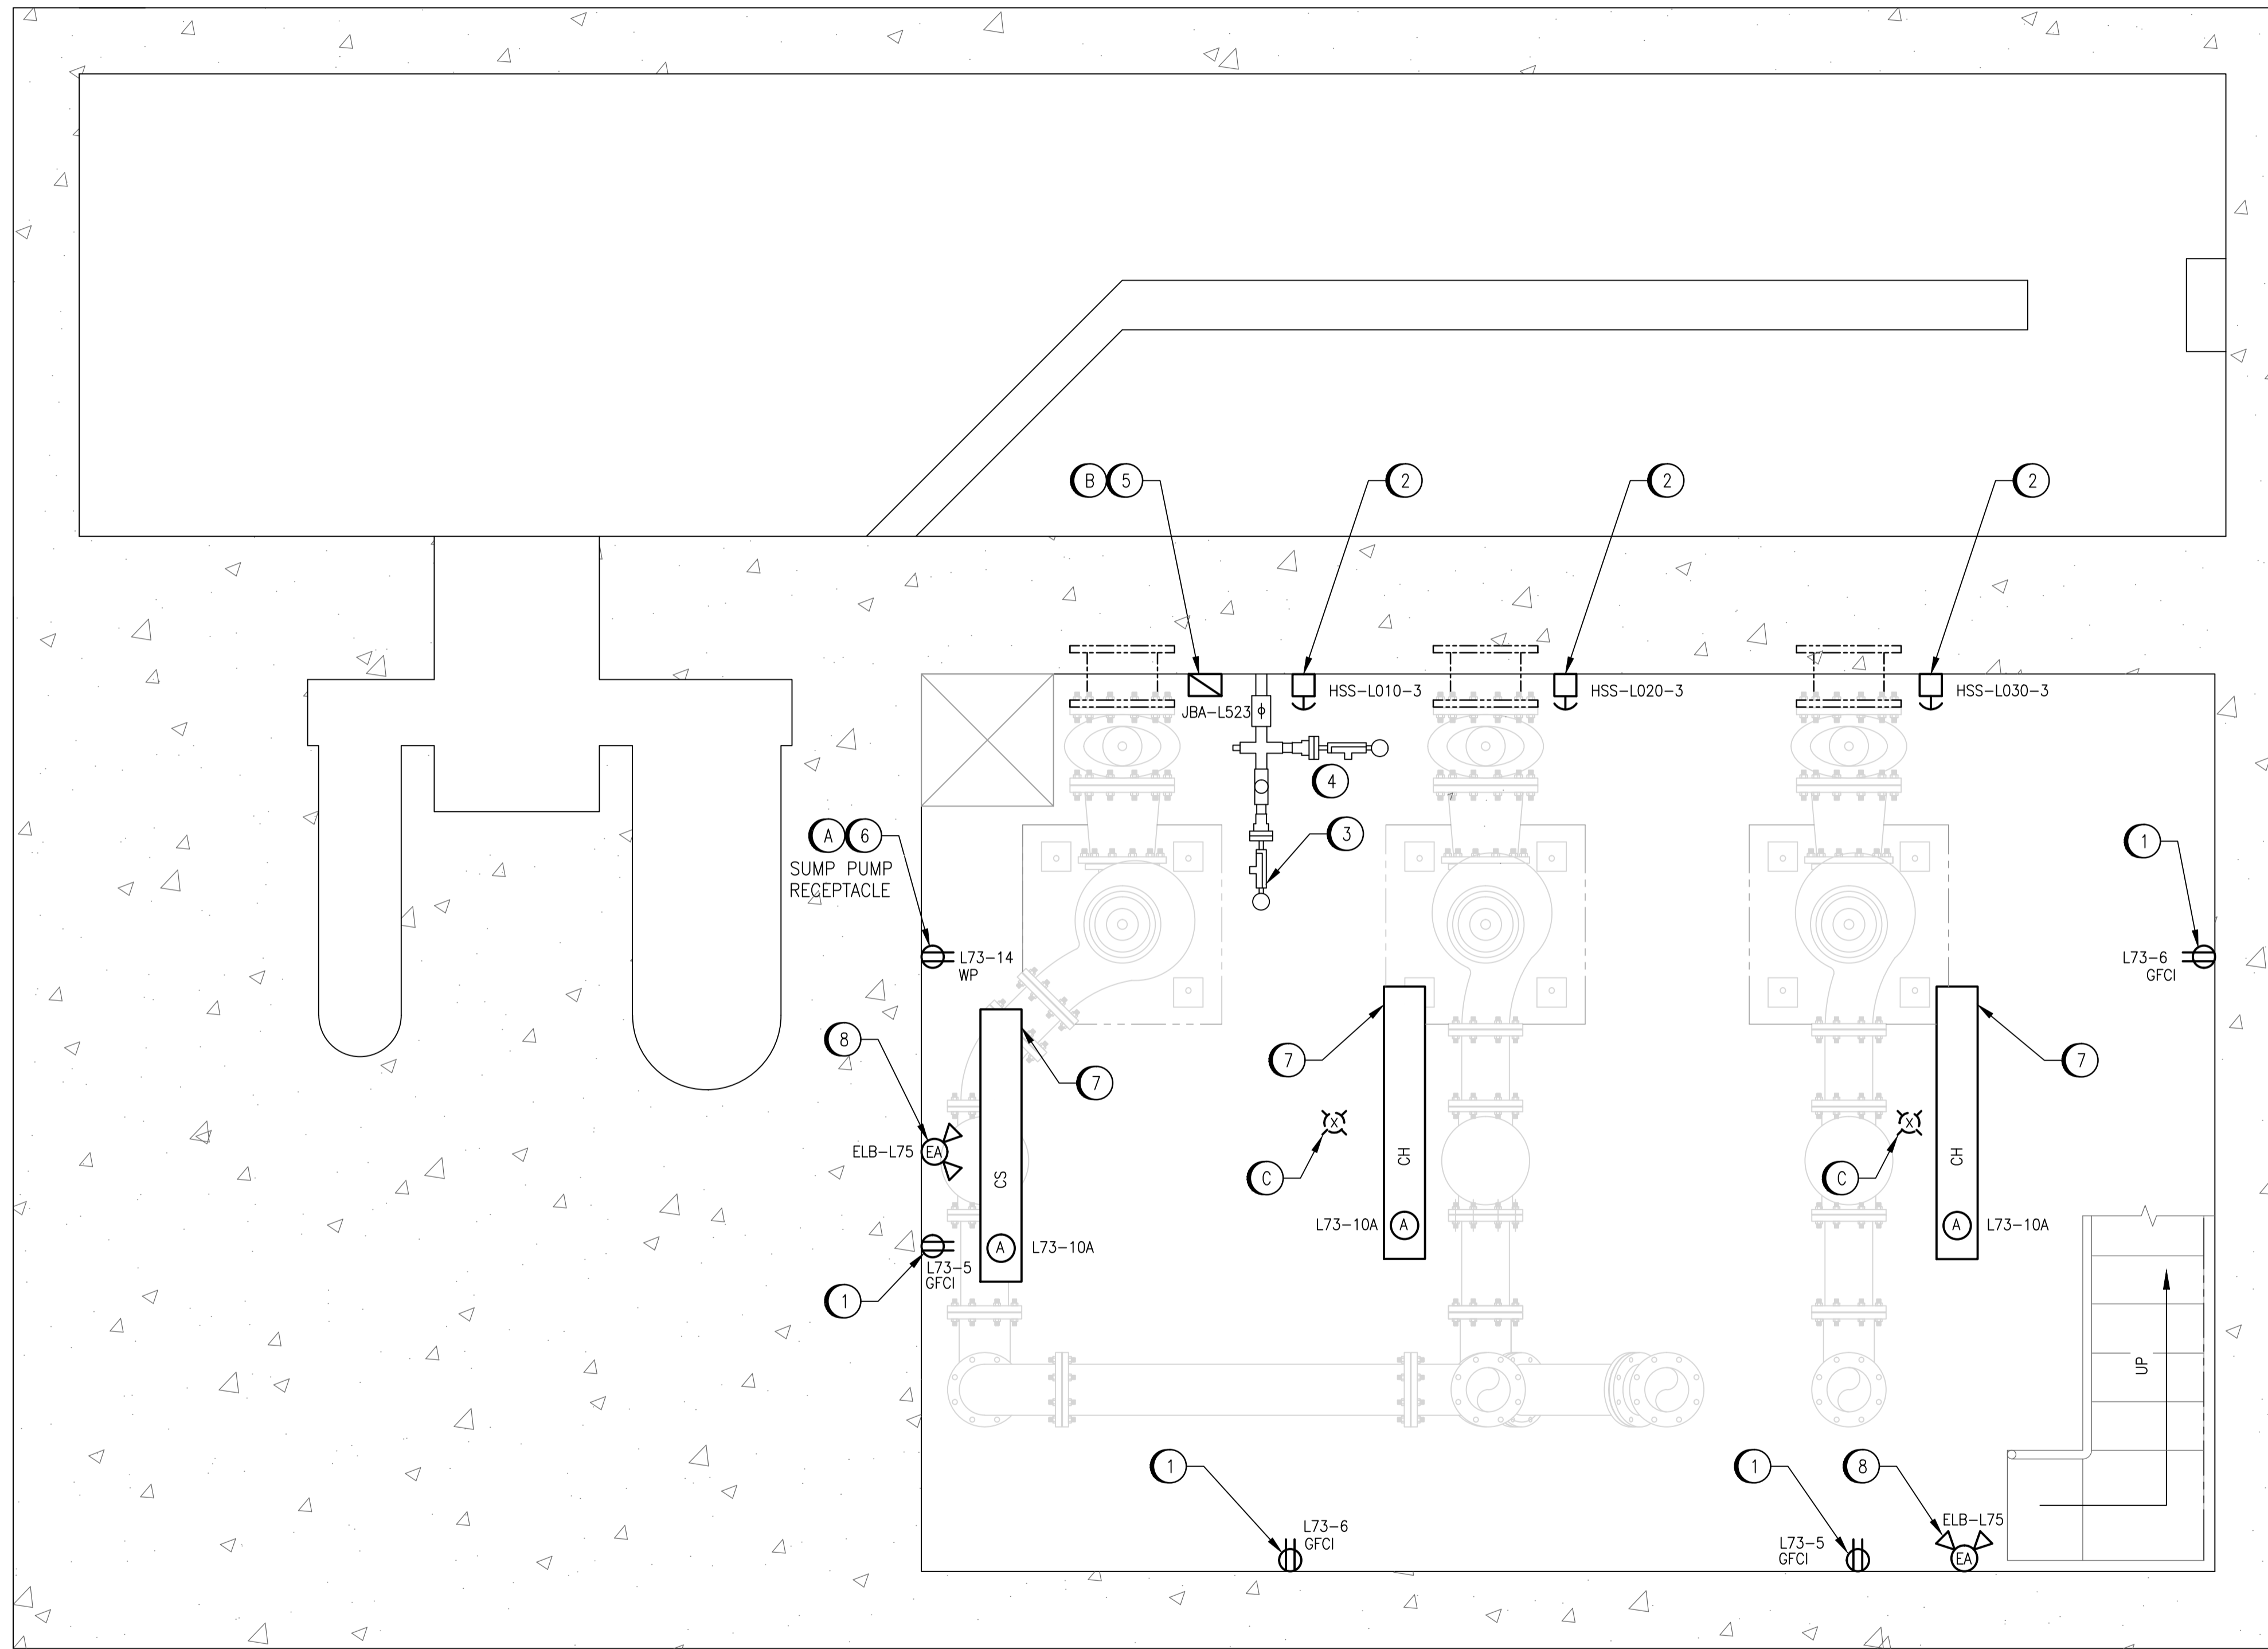 B 5
2
2
2
HSS-L010-3
HSS-L020-3
HSS-L030-3
JBA-L523
4
A 6
3
1
SUMP PUMP
RECEPTACLE
L73-14
WP
L73-6
GFCI
8
7
7
7
X
X
ELB-L75
EA
CS
C
CH
C
CH
L73-10A
A
A
L73-10A
A
L73-10A
L73-5
GFCI
1
UP
1
1
8
L73-6
GFCI
L73-5
GFCI
ELB-L75
EA